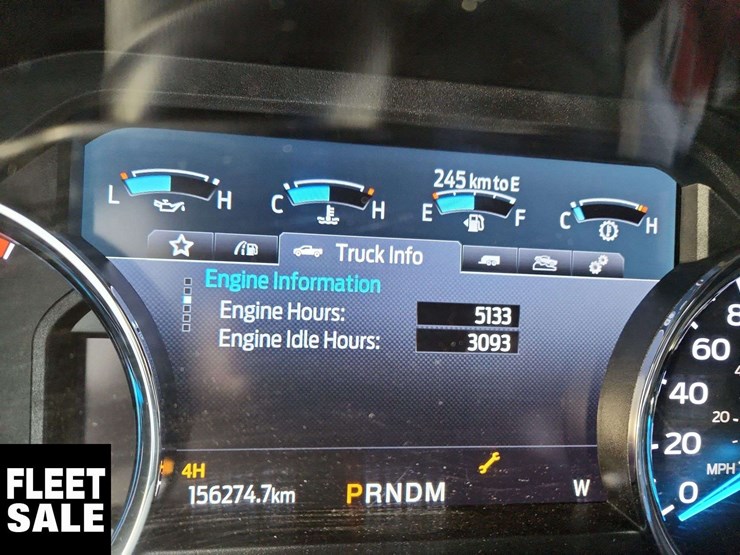 245 km to E
L H
C H
E F
C H
Truck Info
Engine Information
Engine Hours: 5133
Engine Idle Hours: 3093
4H
156274.7km PRNDM W
60
40
20
20
MPH
0
FLEET
SALE